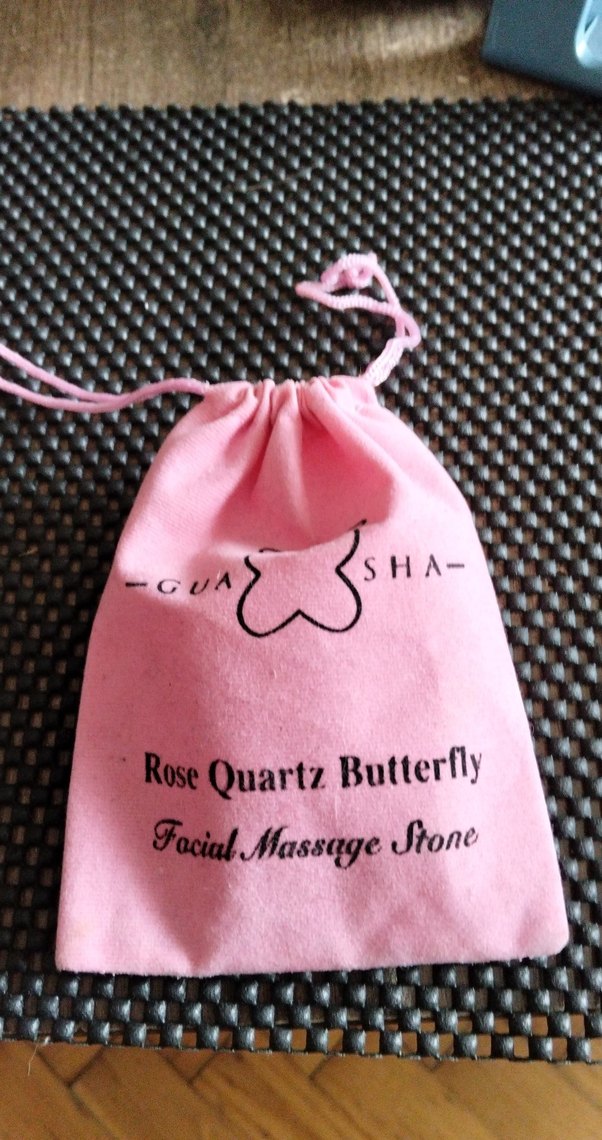 -GUA SHA-
Rose Quartz Butterfly
Facial Massage Stone